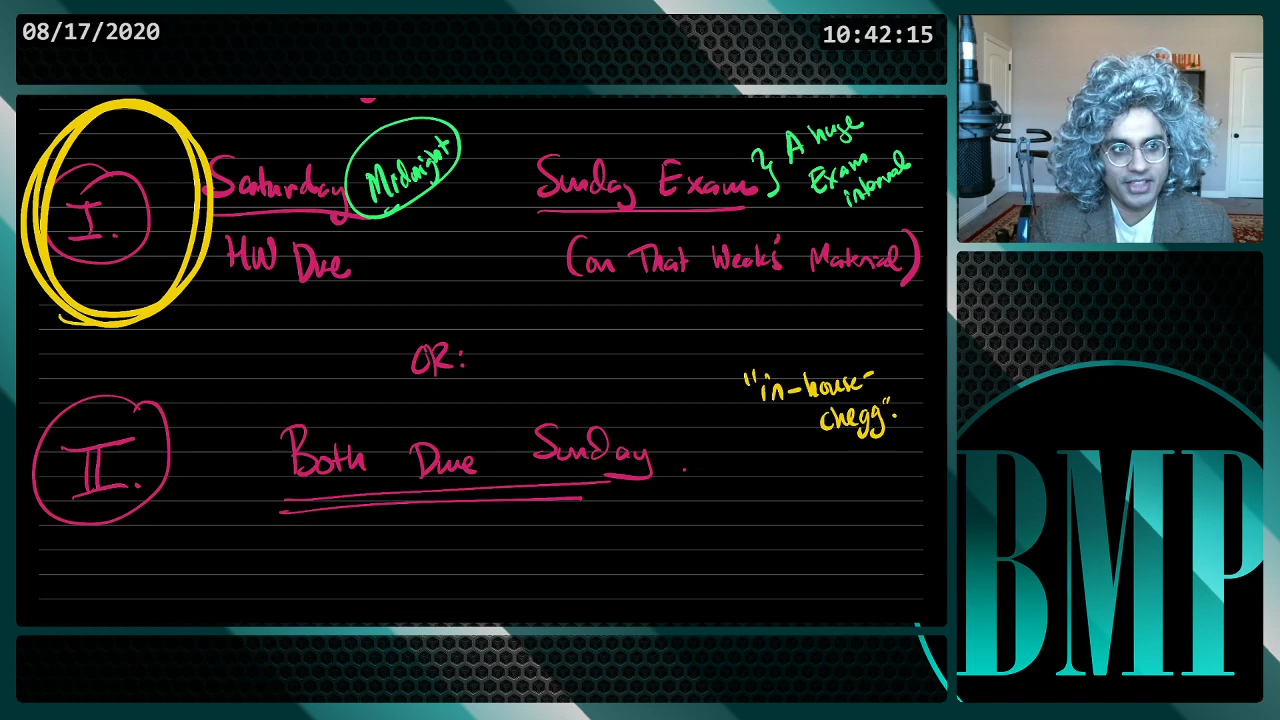 08/17/2020
10:42:15
I.
Saturday Midnight
Sunday Exam } A huge
Exam
interval
HW Due
(on That Week's Material)
OR:
"in-house-
chegg".
II.
Both Due Sunday.
BMP